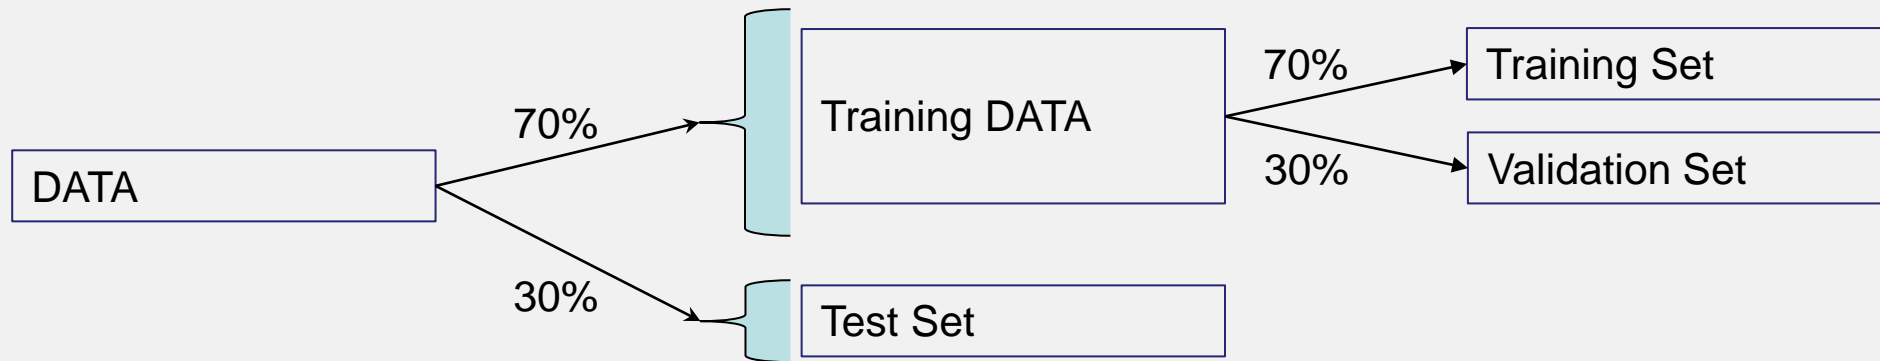 DATA
70%
30%
Training DATA
Test Set
70%
30%
Training Set
Validation Set